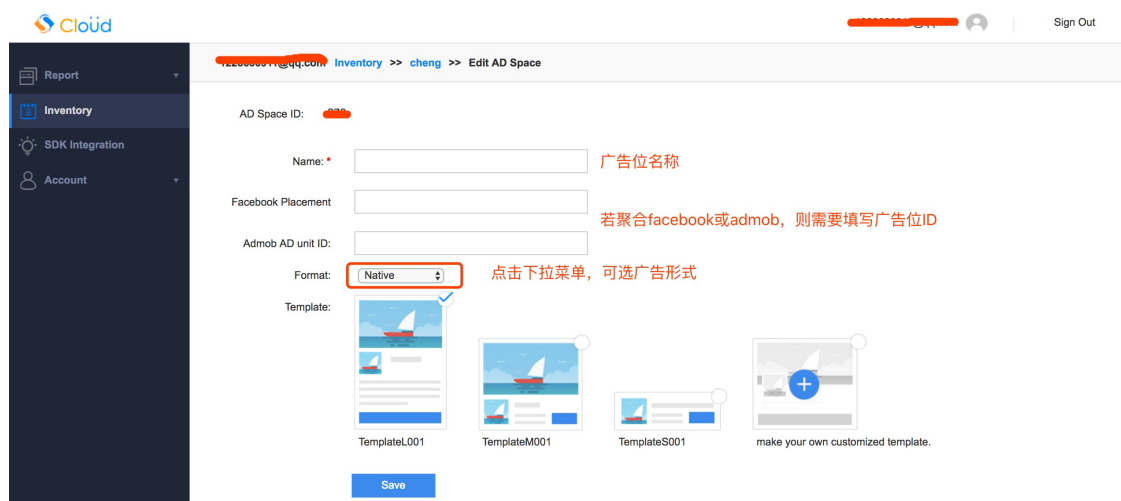 Cloüd
Sign Out
Report
Inventory >> cheng >> Edit AD Space
Inventory
AD Space ID:
SDK Integration
Name: *
广告位名称
Account
Facebook Placement
若聚合facebook或admob，则需要填写广告位ID
Admob AD unit ID:
Format:
Native
点击下拉菜单，可选广告形式
Template:
TemplateL001
TemplateM001
TemplateS001
make your own customized template.
Save